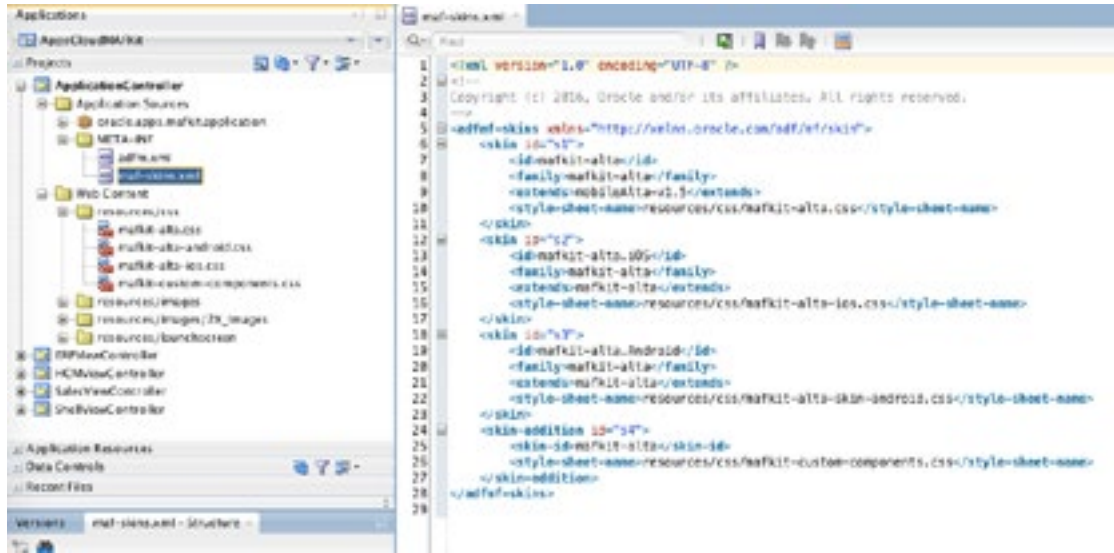 Applications
maf-skins.xml
AppsCloudMAFKit
Find
Projects
ApplicationController
Application Sources
oracle.apps.mafkit.application
META-INF
adfm.xml
maf-skins.xml
Web Content
resources/css
mafkit-alta.css
mafkit-alta-android.css
mafkit-alta-ios.css
mafkit-custom-components.css
resources/images
resources/images/2X_Images
resources/launchscreen
ERPViewController
HCMViewController
SalesViewController
ShellViewController
Application Resources
Data Controls
Recent Files
Versions
maf-skins.xml - Structure
1 <?xml version="1.0" encoding="UTF-8" ?>
2 <!--
3 Copyright (c) 2016, Oracle and/or its affiliates. All rights reserved.
4 -->
5 <adfmf-skins xmlns="http://xmlns.oracle.com/adf/mf/skin">
6 <skin id="s1">
7 <id>mafkit-alta</id>
8 <family>mafkit-alta</family>
9 <extends>mobileAlta-v1.5</extends>
10 <style-sheet-name>resources/css/mafkit-alta.css</style-sheet-name>
11 </skin>
12 <skin id="s2">
13 <id>mafkit-alta.iOS</id>
14 <family>mafkit-alta</family>
15 <extends>mafkit-alta</extends>
16 <style-sheet-name>resources/css/mafkit-alta-ios.css</style-sheet-name>
17 </skin>
18 <skin id="s3">
19 <id>mafkit-alta.Android</id>
20 <family>mafkit-alta</family>
21 <extends>mafkit-alta</extends>
22 <style-sheet-name>resources/css/mafkit-alta-skin-android.css</style-sheet-name>
23 </skin>
24 <skin-addition id="s4">
25 <skin-id>mafkit-alta</skin-id>
26 <style-sheet-name>resources/css/mafkit-custom-components.css</style-sheet-name>
27 </skin-addition>
28 </adfmf-skins>
29